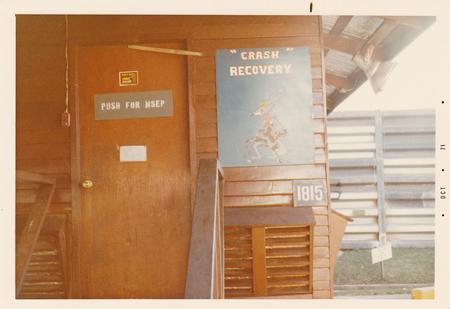 " CRASH "
RECOVERY
PUSH FOR MSEP
1815
• OCT • 71